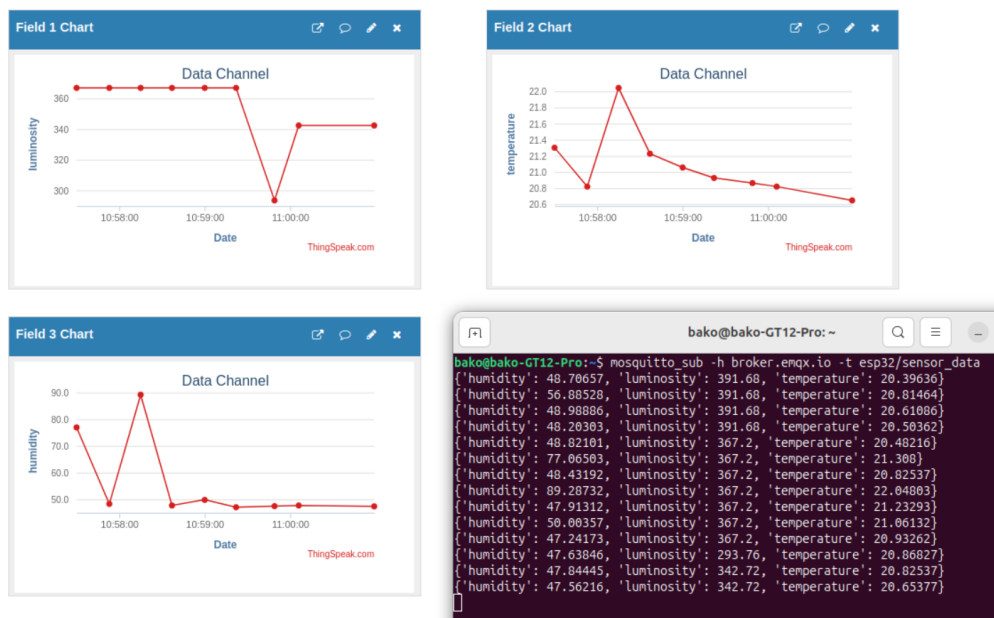 Field 1 Chart
Data Channel
luminosity
360
340
320
300
10:58:00 10:59:00 11:00:00
Date
ThingSpeak.com
Field 2 Chart
Data Channel
temperature
22.0
21.8
21.6
21.4
21.2
21.0
20.8
20.6
10:58:00 10:59:00 11:00:00
Date
ThingSpeak.com
Field 3 Chart
Data Channel
humidity
90.0
80.0
70.0
60.0
50.0
10:58:00 10:59:00 11:00:00
Date
ThingSpeak.com
bako@bako-GT12-Pro: ~
bako@bako-GT12-Pro:~$ mosquitto_sub -h broker.emqx.io -t esp32/sensor_data
{'humidity': 48.70657, 'luminosity': 391.68, 'temperature': 20.39636}
{'humidity': 56.88528, 'luminosity': 391.68, 'temperature': 20.81464}
{'humidity': 48.98886, 'luminosity': 391.68, 'temperature': 20.61086}
{'humidity': 48.20303, 'luminosity': 391.68, 'temperature': 20.50362}
{'humidity': 48.82101, 'luminosity': 367.2, 'temperature': 20.48216}
{'humidity': 77.06503, 'luminosity': 367.2, 'temperature': 21.308}
{'humidity': 48.43192, 'luminosity': 367.2, 'temperature': 20.82537}
{'humidity': 89.28732, 'luminosity': 367.2, 'temperature': 22.04803}
{'humidity': 47.91312, 'luminosity': 367.2, 'temperature': 21.23293}
{'humidity': 50.00357, 'luminosity': 367.2, 'temperature': 21.06132}
{'humidity': 47.24173, 'luminosity': 367.2, 'temperature': 20.93262}
{'humidity': 47.63846, 'luminosity': 293.76, 'temperature': 20.86827}
{'humidity': 47.84445, 'luminosity': 342.72, 'temperature': 20.82537}
{'humidity': 47.56216, 'luminosity': 342.72, 'temperature': 20.65377}